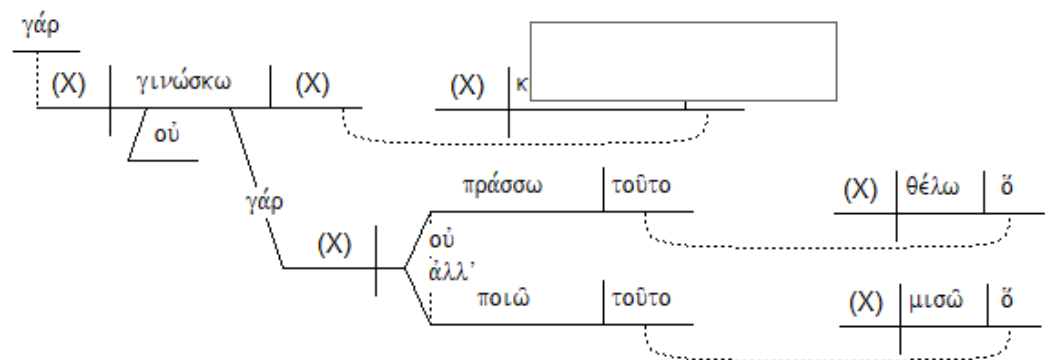 γάρ
(X) γινώσκω (X) (X) κ
οὐ
πράσσω τοῦτο (X) θέλω ὅ
γάρ
(X) οὐ
ἀλλ’
ποιῶ τοῦτο (X) μισῶ ὅ